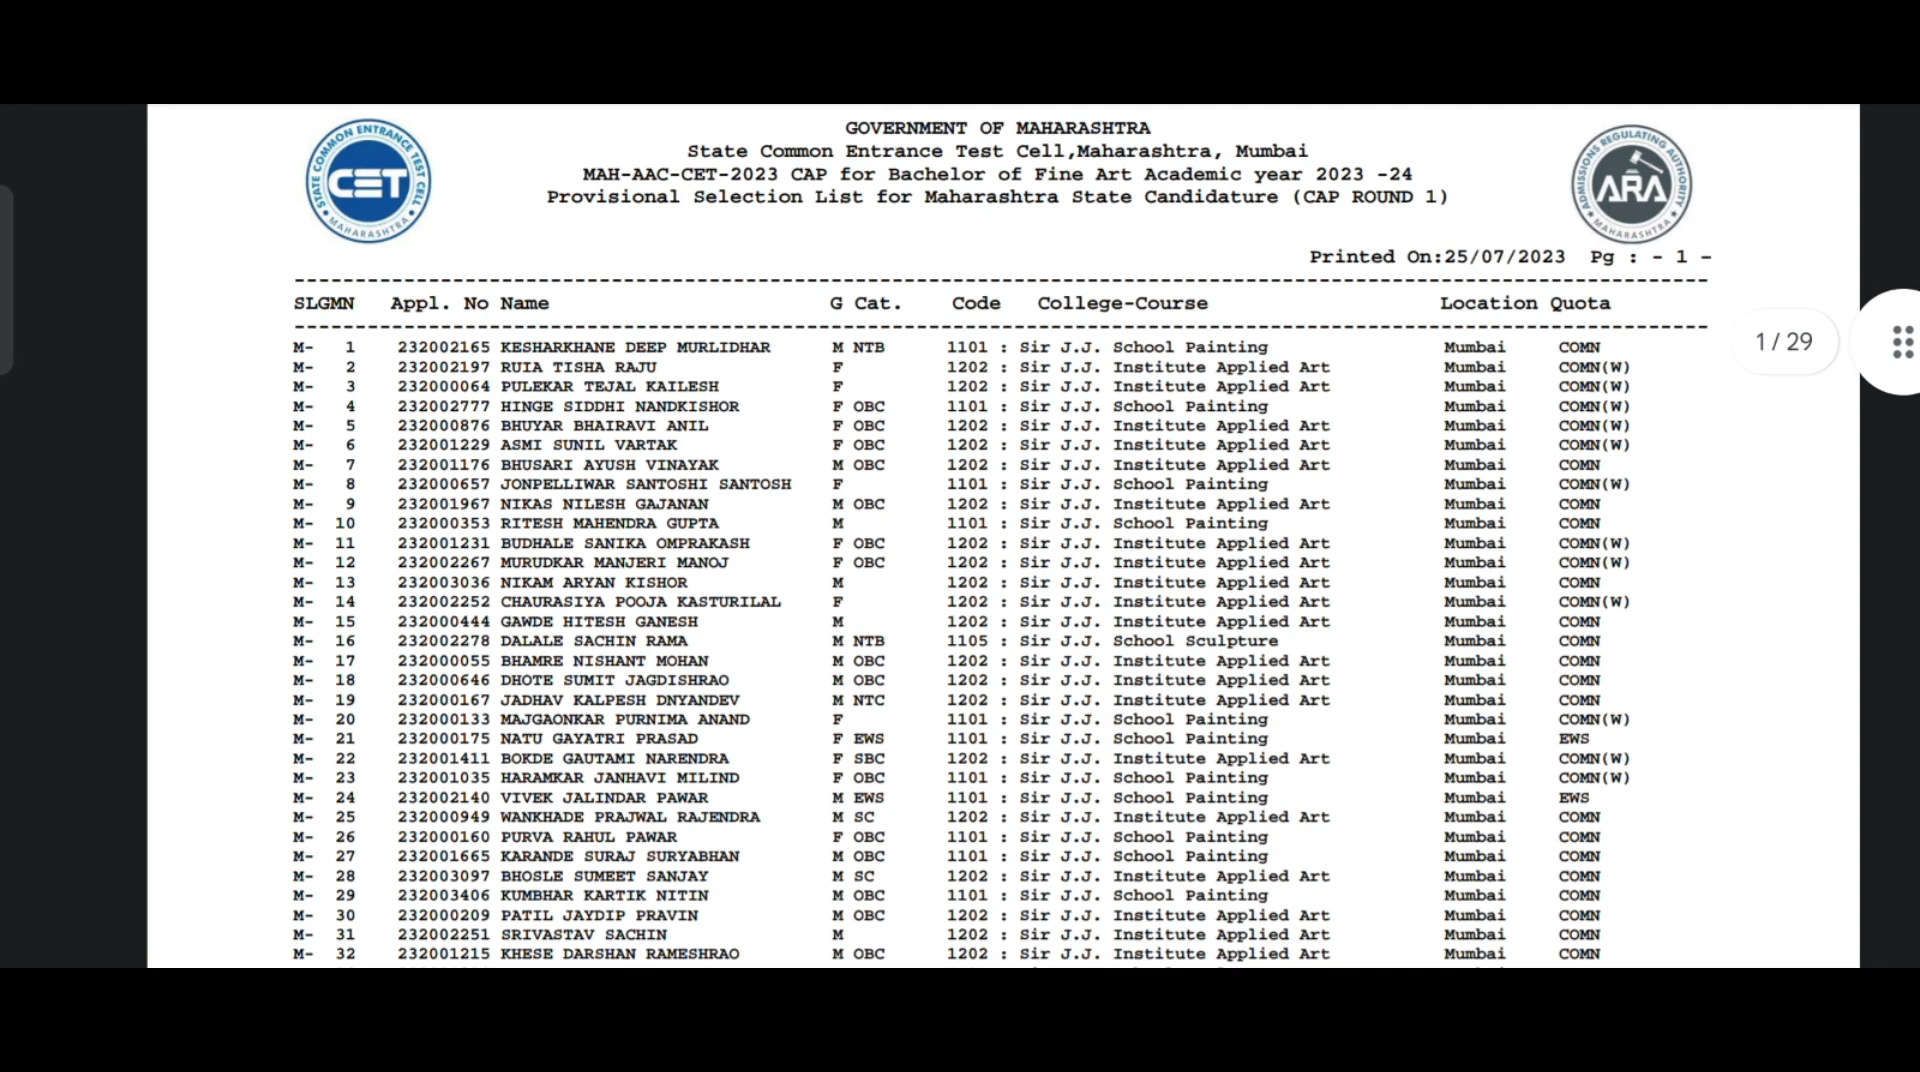 STATE COMMON ENTRANCE TEST CELL
CET
MAHARASHTRA
GOVERNMENT OF MAHARASHTRA
State Common Entrance Test Cell,Maharashtra, Mumbai
MAH-AAC-CET-2023 CAP for Bachelor of Fine Art Academic year 2023 -24
Provisional Selection List for Maharashtra State Candidature (CAP ROUND 1)
ADMISSIONS REGULATING AUTHORITY
ARA
MAHARASHTRA
Printed On:25/07/2023 Pg : - 1 -
SLGMN Appl. No Name G Cat. Code College-Course Location Quota
1 / 29
M- 1 232002165 KESHARKHANE DEEP MURLIDHAR M NTB 1101 : Sir J.J. School Painting Mumbai COMN
M- 2 232002197 RUIA TISHA RAJU F 1202 : Sir J.J. Institute Applied Art Mumbai COMN(W)
M- 3 232000064 PULEKAR TEJAL KAILESH F 1202 : Sir J.J. Institute Applied Art Mumbai COMN(W)
M- 4 232002777 HINGE SIDDHI NANDKISHOR F OBC 1101 : Sir J.J. School Painting Mumbai COMN(W)
M- 5 232000876 BHUYAR BHAIRAVI ANIL F OBC 1202 : Sir J.J. Institute Applied Art Mumbai COMN(W)
M- 6 232001229 ASMI SUNIL VARTAK F OBC 1202 : Sir J.J. Institute Applied Art Mumbai COMN(W)
M- 7 232001176 BHUSARI AYUSH VINAYAK M OBC 1202 : Sir J.J. Institute Applied Art Mumbai COMN
M- 8 232000657 JONPELLIWAR SANTOSHI SANTOSH F 1101 : Sir J.J. School Painting Mumbai COMN(W)
M- 9 232001967 NIKAS NILESH GAJANAN M OBC 1202 : Sir J.J. Institute Applied Art Mumbai COMN
M- 10 232000353 RITESH MAHENDRA GUPTA M 1101 : Sir J.J. School Painting Mumbai COMN
M- 11 232001231 BUDHALE SANIKA OMPRAKASH F OBC 1202 : Sir J.J. Institute Applied Art Mumbai COMN(W)
M- 12 232002267 MURUDKAR MANJERI MANOJ F OBC 1202 : Sir J.J. Institute Applied Art Mumbai COMN(W)
M- 13 232003036 NIKAM ARYAN KISHOR M 1202 : Sir J.J. Institute Applied Art Mumbai COMN
M- 14 232002252 CHAURASIYA POOJA KASTURILAL F 1202 : Sir J.J. Institute Applied Art Mumbai COMN(W)
M- 15 232000444 GAWDE HITESH GANESH M 1202 : Sir J.J. Institute Applied Art Mumbai COMN
M- 16 232002278 DALALE SACHIN RAMA M NTB 1105 : Sir J.J. School Sculpture Mumbai COMN
M- 17 232000055 BHAMRE NISHANT MOHAN M OBC 1202 : Sir J.J. Institute Applied Art Mumbai COMN
M- 18 232000646 DHOTE SUMIT JAGDISHRAO M OBC 1202 : Sir J.J. Institute Applied Art Mumbai COMN
M- 19 232000167 JADHAV KALPESH DNYANDEV M NTC 1202 : Sir J.J. Institute Applied Art Mumbai COMN
M- 20 232000133 MAJGAONKAR PURNIMA ANAND F 1101 : Sir J.J. School Painting Mumbai COMN(W)
M- 21 232000175 NATU GAYATRI PRASAD F EWS 1101 : Sir J.J. School Painting Mumbai EWS
M- 22 232001411 BOKDE GAUTAMI NARENDRA F SBC 1202 : Sir J.J. Institute Applied Art Mumbai COMN(W)
M- 23 232001035 HARAMKAR JANHAVI MILIND F OBC 1101 : Sir J.J. School Painting Mumbai COMN(W)
M- 24 232002140 VIVEK JALINDAR PAWAR M EWS 1101 : Sir J.J. School Painting Mumbai EWS
M- 25 232000949 WANKHADE PRAJWAL RAJENDRA M SC 1202 : Sir J.J. Institute Applied Art Mumbai COMN
M- 26 232000160 PURVA RAHUL PAWAR F OBC 1101 : Sir J.J. School Painting Mumbai COMN
M- 27 232001665 KARANDE SURAJ SURYABHAN M OBC 1101 : Sir J.J. School Painting Mumbai COMN
M- 28 232003097 BHOSLE SUMEET SANJAY M SC 1202 : Sir J.J. Institute Applied Art Mumbai COMN
M- 29 232003406 KUMBHAR KARTIK NITIN M OBC 1101 : Sir J.J. School Painting Mumbai COMN
M- 30 232000209 PATIL JAYDIP PRAVIN M OBC 1202 : Sir J.J. Institute Applied Art Mumbai COMN
M- 31 232002251 SRIVASTAV SACHIN M 1202 : Sir J.J. Institute Applied Art Mumbai COMN
M- 32 232001215 KHESE DARSHAN RAMESHRAO M OBC 1202 : Sir J.J. Institute Applied Art Mumbai COMN